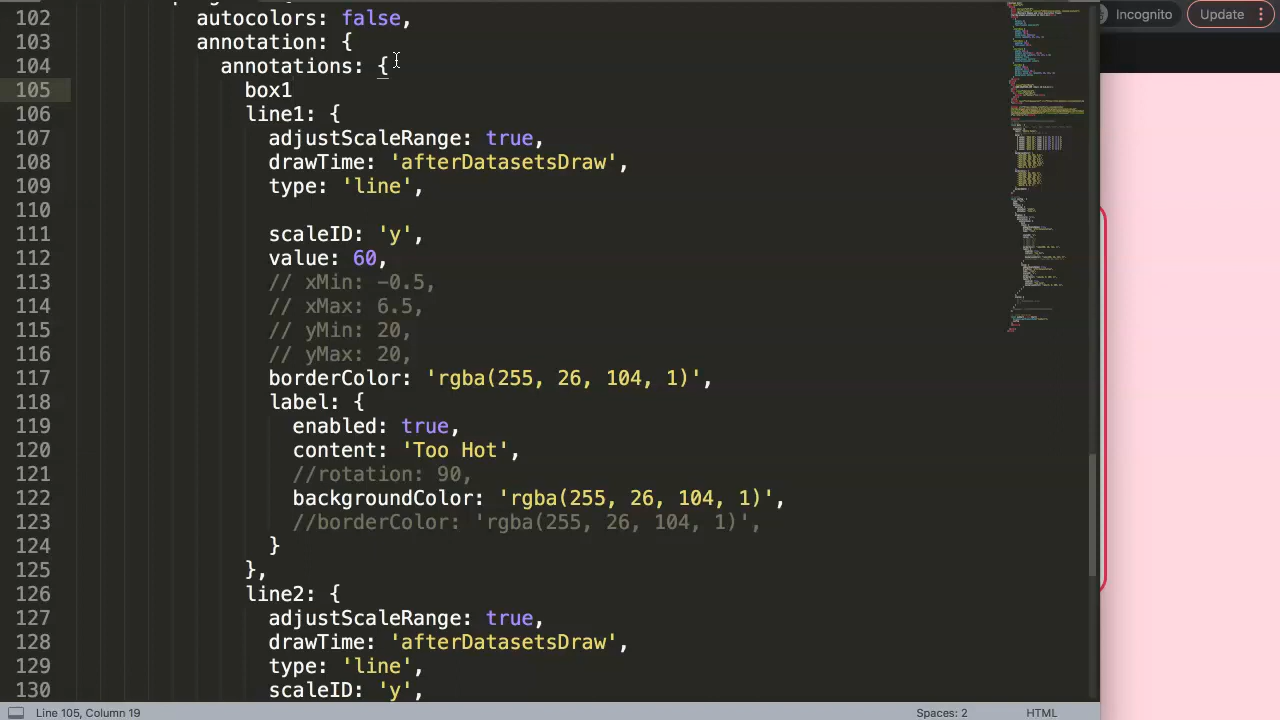 102 autocolors: false,
103 annotation: {
104 annotations: {
105 box1
106 line1: {
107 adjustScaleRange: true,
108 drawTime: 'afterDatasetsDraw',
109 type: 'line',
110
111 scaleID: 'y',
112 value: 60,
113 // xMin: -0.5,
114 // xMax: 6.5,
115 // yMin: 20,
116 // yMax: 20,
117 borderColor: 'rgba(255, 26, 104, 1)',
118 label: {
119 enabled: true,
120 content: 'Too Hot',
121 //rotation: 90,
122 backgroundColor: 'rgba(255, 26, 104, 1)',
123 //borderColor: 'rgba(255, 26, 104, 1)',
124 }
125 },
126 line2: {
127 adjustScaleRange: true,
128 drawTime: 'afterDatasetsDraw',
129 type: 'line',
130 scaleID: 'y',
Incognito Update
Line 105, Column 19 Spaces: 2 HTML